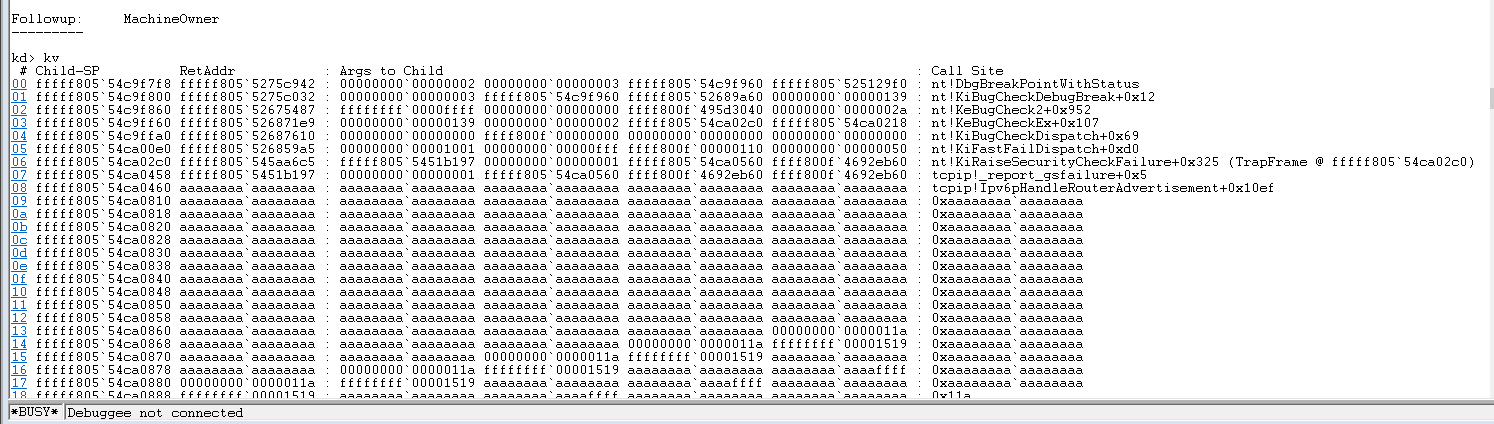 Followup:     MachineOwner
---------
kd> kv
 # Child-SP          RetAddr           : Args to Child                                                           : Call Site
00 fffff805`54c9f7f8 fffff805`5275c942 : 00000000`00000002 00000000`00000003 fffff805`54c9f960 fffff805`525129f0 : nt!DbgBreakPointWithStatus
01 fffff805`54c9f800 fffff805`5275c032 : 00000000`00000003 fffff805`54c9f960 fffff805`52689a60 00000000`00000139 : nt!KiBugCheckDebugBreak+0x12
02 fffff805`54c9f860 fffff805`52675487 : ffffffff`0000ffff 00000000`00000000 ffff800f`495d3040 00000000`0000002a : nt!KeBugCheck2+0x952
03 fffff805`54c9ff60 fffff805`526871e9 : 00000000`00000139 00000000`00000002 fffff805`54ca02c0 fffff805`54ca0218 : nt!KeBugCheckEx+0x107
04 fffff805`54c9ffa0 fffff805`52687610 : 00000000`00000000 ffff800f`00000000 00000000`00000000 00000000`00000000 : nt!KiBugCheckDispatch+0x69
05 fffff805`54ca00e0 fffff805`526859a5 : 00000000`00001001 00000000`00000fff ffff800f`00000110 00000000`00000050 : nt!KiFastFailDispatch+0xd0
06 fffff805`54ca02c0 fffff805`545aa6c5 : fffff805`5451b197 00000000`00000001 fffff805`54ca0560 ffff800f`4692eb60 : nt!KiRaiseSecurityCheckFailure+0x325 (TrapFrame @ fffff805`54ca02c0)
07 fffff805`54ca0458 fffff805`5451b197 : 00000000`00000001 fffff805`54ca0560 ffff800f`4692eb60 ffff800f`4692eb60 : tcpip!_report_gsfailure+0x5
08 fffff805`54ca0460 aaaaaaaa`aaaaaaaa : aaaaaaaa`aaaaaaaa aaaaaaaa`aaaaaaaa aaaaaaaa`aaaaaaaa aaaaaaaa`aaaaaaaa : tcpip!Ipv6pHandleRouterAdvertisement+0x10ef
09 fffff805`54ca0810 aaaaaaaa`aaaaaaaa : aaaaaaaa`aaaaaaaa aaaaaaaa`aaaaaaaa aaaaaaaa`aaaaaaaa aaaaaaaa`aaaaaaaa : 0xaaaaaaaa`aaaaaaaa
0a fffff805`54ca0818 aaaaaaaa`aaaaaaaa : aaaaaaaa`aaaaaaaa aaaaaaaa`aaaaaaaa aaaaaaaa`aaaaaaaa aaaaaaaa`aaaaaaaa : 0xaaaaaaaa`aaaaaaaa
0b fffff805`54ca0820 aaaaaaaa`aaaaaaaa : aaaaaaaa`aaaaaaaa aaaaaaaa`aaaaaaaa aaaaaaaa`aaaaaaaa aaaaaaaa`aaaaaaaa : 0xaaaaaaaa`aaaaaaaa
0c fffff805`54ca0828 aaaaaaaa`aaaaaaaa : aaaaaaaa`aaaaaaaa aaaaaaaa`aaaaaaaa aaaaaaaa`aaaaaaaa aaaaaaaa`aaaaaaaa : 0xaaaaaaaa`aaaaaaaa
0d fffff805`54ca0830 aaaaaaaa`aaaaaaaa : aaaaaaaa`aaaaaaaa aaaaaaaa`aaaaaaaa aaaaaaaa`aaaaaaaa aaaaaaaa`aaaaaaaa : 0xaaaaaaaa`aaaaaaaa
0e fffff805`54ca0838 aaaaaaaa`aaaaaaaa : aaaaaaaa`aaaaaaaa aaaaaaaa`aaaaaaaa aaaaaaaa`aaaaaaaa aaaaaaaa`aaaaaaaa : 0xaaaaaaaa`aaaaaaaa
0f fffff805`54ca0840 aaaaaaaa`aaaaaaaa : aaaaaaaa`aaaaaaaa aaaaaaaa`aaaaaaaa aaaaaaaa`aaaaaaaa aaaaaaaa`aaaaaaaa : 0xaaaaaaaa`aaaaaaaa
10 fffff805`54ca0848 aaaaaaaa`aaaaaaaa : aaaaaaaa`aaaaaaaa aaaaaaaa`aaaaaaaa aaaaaaaa`aaaaaaaa aaaaaaaa`aaaaaaaa : 0xaaaaaaaa`aaaaaaaa
11 fffff805`54ca0850 aaaaaaaa`aaaaaaaa : aaaaaaaa`aaaaaaaa aaaaaaaa`aaaaaaaa aaaaaaaa`aaaaaaaa aaaaaaaa`aaaaaaaa : 0xaaaaaaaa`aaaaaaaa
12 fffff805`54ca0858 aaaaaaaa`aaaaaaaa : aaaaaaaa`aaaaaaaa aaaaaaaa`aaaaaaaa aaaaaaaa`aaaaaaaa aaaaaaaa`aaaaaaaa : 0xaaaaaaaa`aaaaaaaa
13 fffff805`54ca0860 aaaaaaaa`aaaaaaaa : aaaaaaaa`aaaaaaaa aaaaaaaa`aaaaaaaa aaaaaaaa`aaaaaaaa 00000000`0000011a : 0xaaaaaaaa`aaaaaaaa
14 fffff805`54ca0868 aaaaaaaa`aaaaaaaa : aaaaaaaa`aaaaaaaa aaaaaaaa`aaaaaaaa 00000000`0000011a ffffffff`00001519 : 0xaaaaaaaa`aaaaaaaa
15 fffff805`54ca0870 aaaaaaaa`aaaaaaaa : aaaaaaaa`aaaaaaaa 00000000`0000011a ffffffff`00001519 aaaaaaaa`aaaaaaaa : 0xaaaaaaaa`aaaaaaaa
16 fffff805`54ca0878 aaaaaaaa`aaaaaaaa : 00000000`0000011a ffffffff`00001519 aaaaaaaa`aaaaaaaa aaaaaaaa`aaaaffff : 0xaaaaaaaa`aaaaaaaa
17 fffff805`54ca0880 00000000`0000011a : ffffffff`00001519 aaaaaaaa`aaaaaaaa aaaaaaaa`aaaaffff aaaaaaaa`aaaaaaaa : 0xaaaaaaaa`aaaaaaaa
18 fffff805`54ca0888 ffffffff`00001519 : aaaaaaaa`aaaaaaaa aaaaaaaa`aaaaffff aaaaaaaa`aaaaaaaa aaaaaaaa`aaaaaaaa : 0x11a
*BUSY* Debuggee not connected